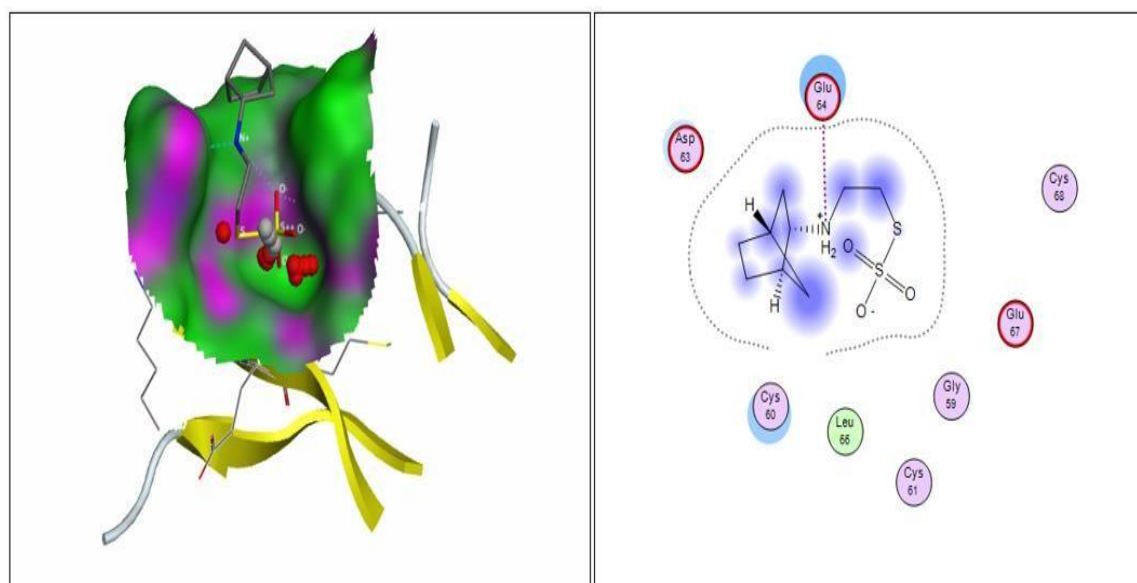 N+
O-
S
S++
O-
Glu
64
Asp
63
Cys
68
H
+
N
H2
S
O
S
O
O -
H
Glu
67
Gly
59
Cys
60
Leu
66
Cys
61